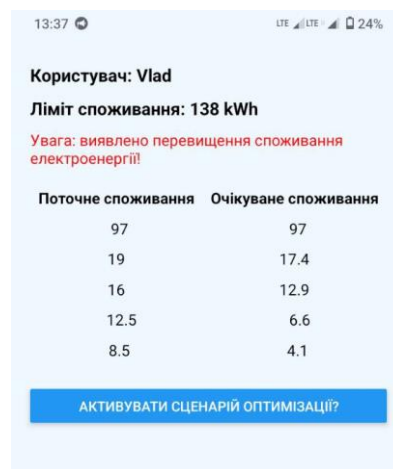 13:37 LTE LTE 24%
Користувач: Vlad
Ліміт споживання: 138 kWh
Увага: виявлено перевищення споживання
електроенергії!
Поточне споживання Очікуване споживання
97 97
19 17.4
16 12.9
12.5 6.6
8.5 4.1
АКТИВУВАТИ СЦЕНАРІЙ ОПТИМІЗАЦІЇ?